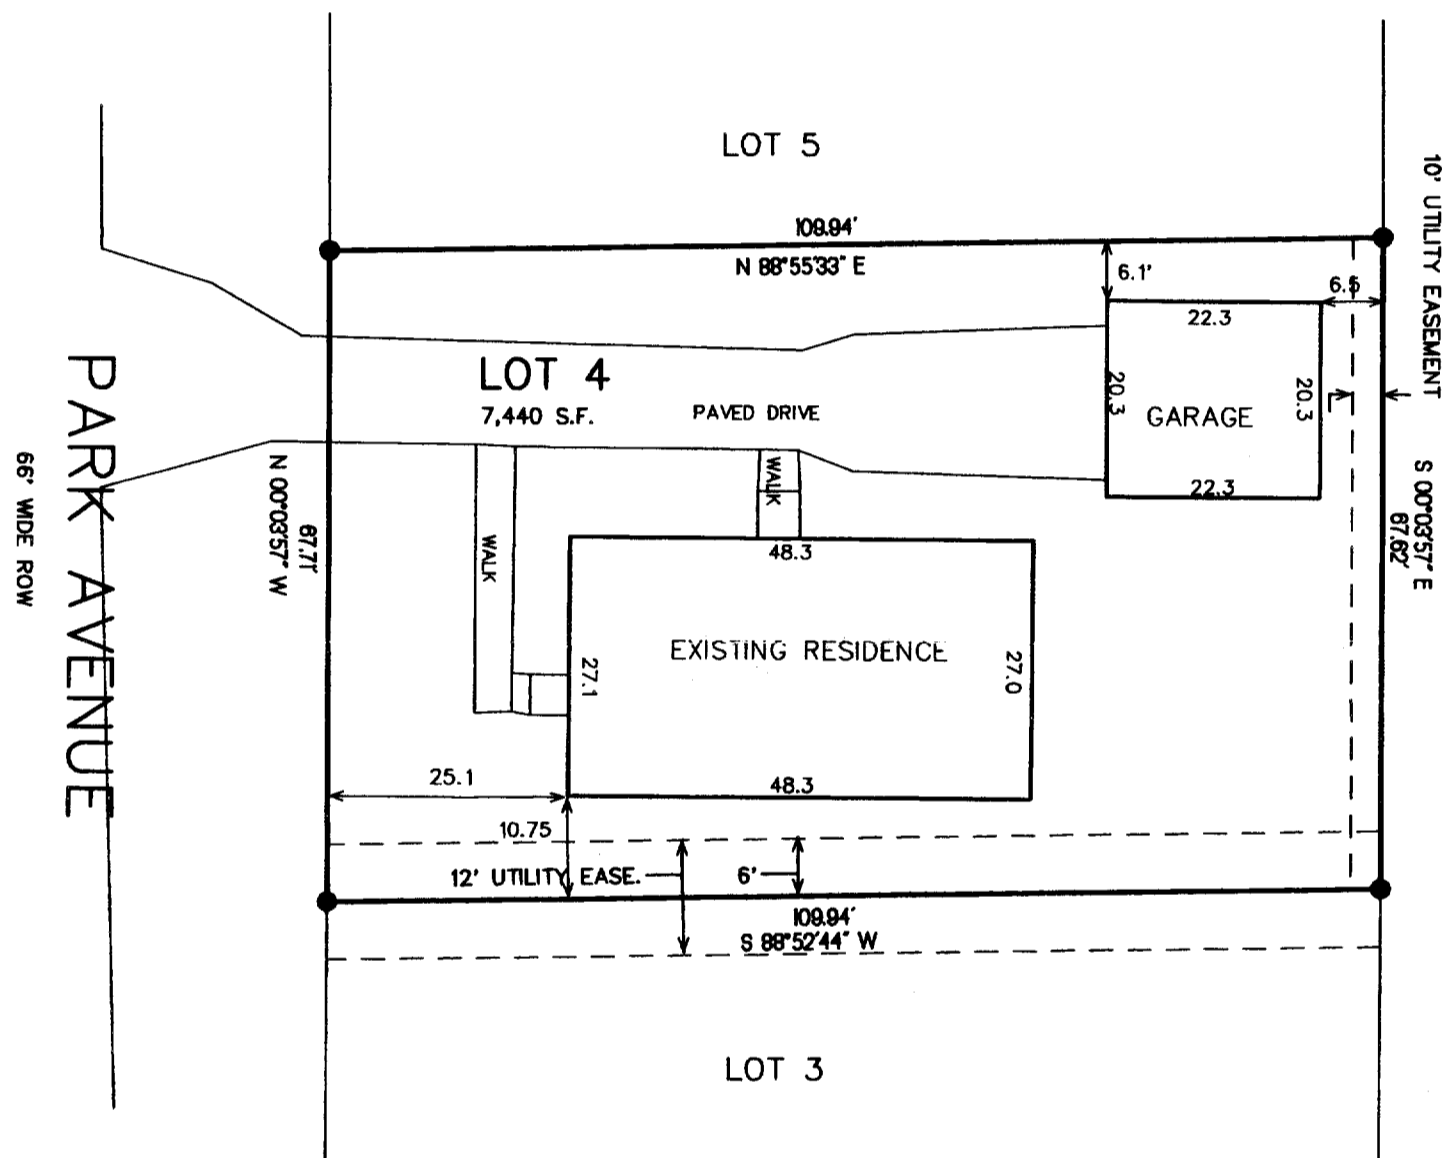 LOT 5
109.94'
N 88°55'33" E
10' UTILITY EASEMENT
6.1'
6.5
22.3
20.3
GARAGE
20.3
22.3
LOT 4
7,440 S.F.
PAVED DRIVE
PARK AVENUE
66' WIDE ROW
67.71'
N 00°03'57" W
S 00°03'57" E
67.62'
WALK
WALK
48.3
EXISTING RESIDENCE
27.1
27.0
48.3
25.1
10.75
12' UTILITY EASE.
6'
109.94'
S 88°52'44" W
LOT 3